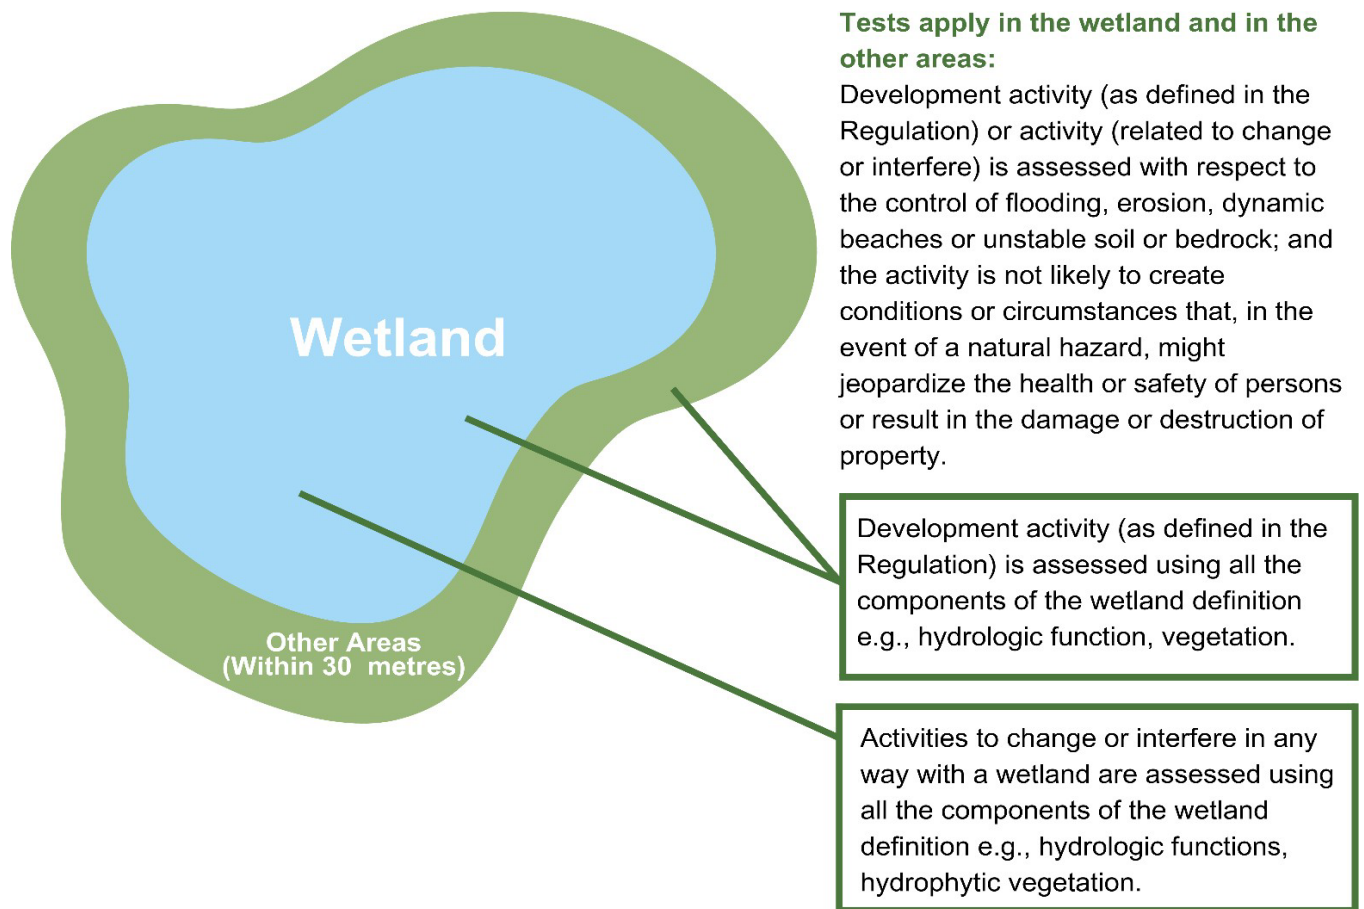 Tests apply in the wetland and in the
other areas:
Development activity (as defined in the
Regulation) or activity (related to change
or interfere) is assessed with respect to
the control of flooding, erosion, dynamic
beaches or unstable soil or bedrock; and
the activity is not likely to create
conditions or circumstances that, in the
event of a natural hazard, might
jeopardize the health or safety of persons
or result in the damage or destruction of
property.
Wetland
Other Areas
(Within 30 metres)
Development activity (as defined in the
Regulation) is assessed using all the
components of the wetland definition
e.g., hydrologic function, vegetation.
Activities to change or interfere in any
way with a wetland are assessed using
all the components of the wetland
definition e.g., hydrologic functions,
hydrophytic vegetation.